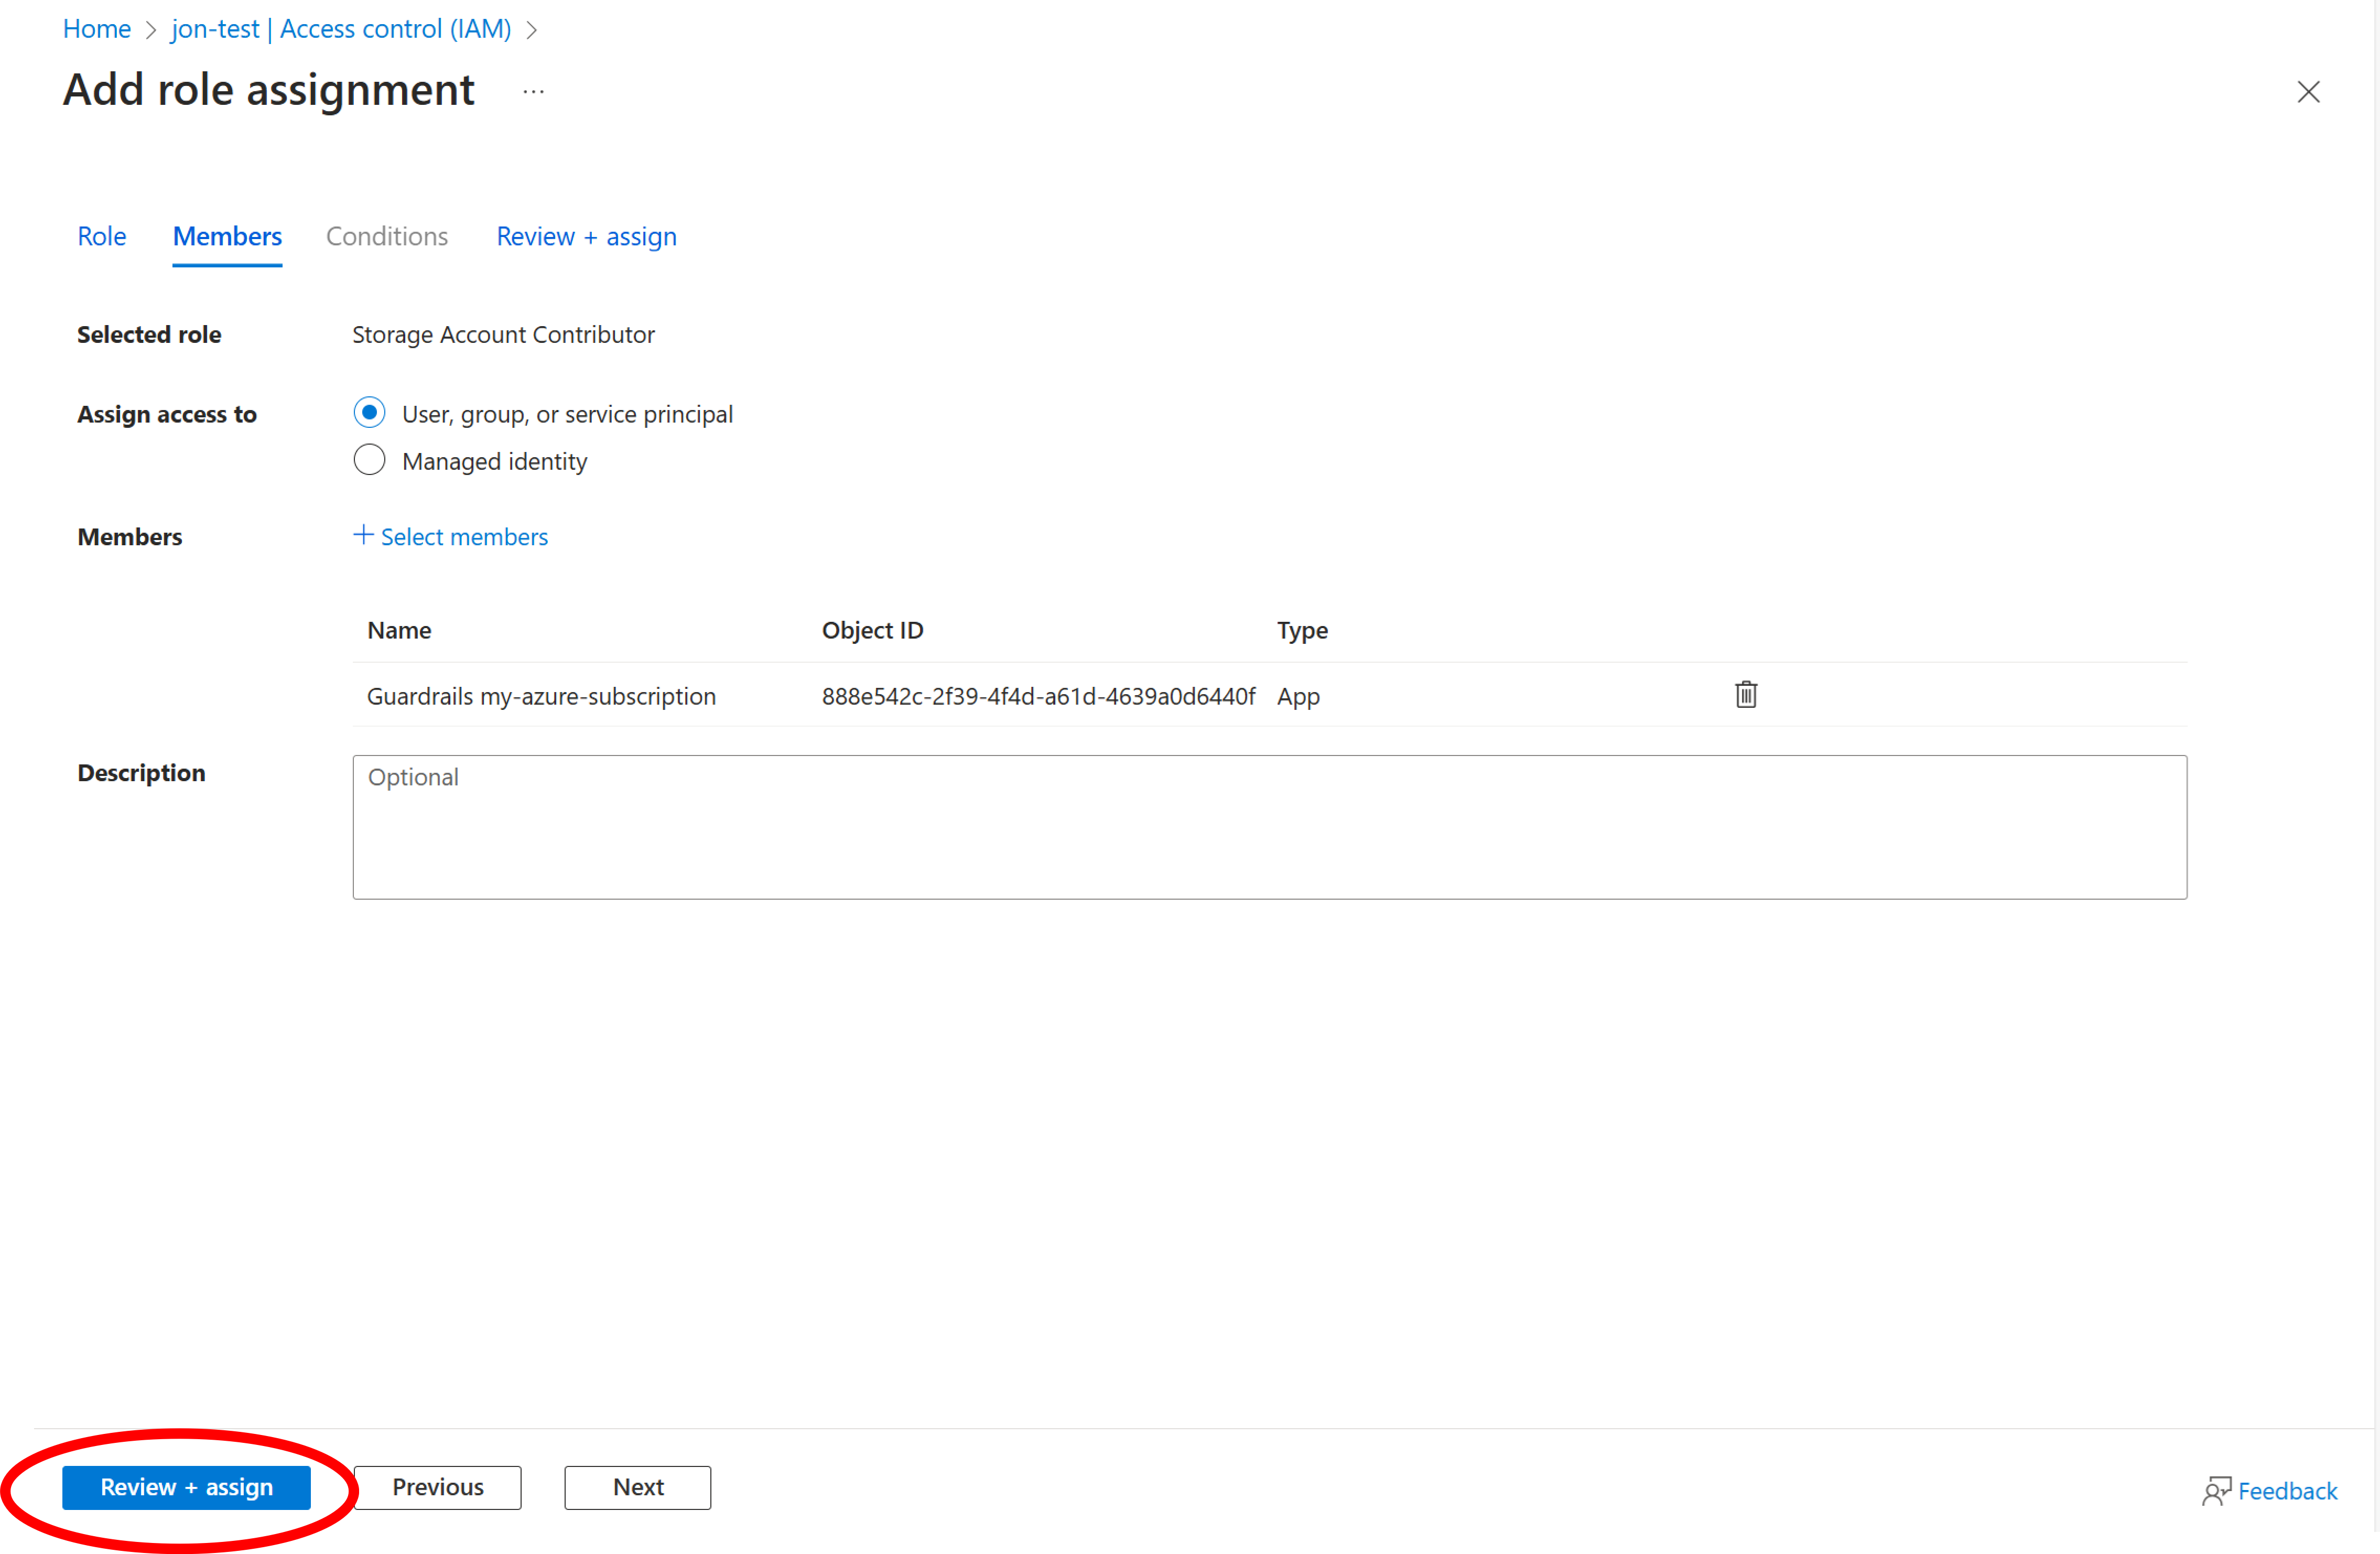 Home > jon-test | Access control (IAM) >
Add role assignment ...
Role Members Conditions Review + assign
Selected role Storage Account Contributor
Assign access to User, group, or service principal
Managed identity
Members + Select members
Name Object ID Type
Guardrails my-azure-subscription 888e542c-2f39-4f4d-a61d-4639a0d6440f App
Description Optional
Review + assign Previous Next Feedback